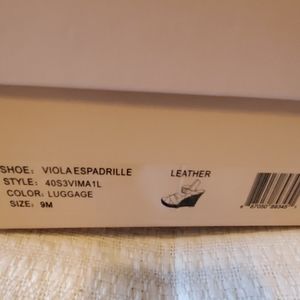 SHOE: VIOLA ESPADRILLE
STYLE: 40S3VIMA1L
COLOR: LUGGAGE
SIZE: 9M
LEATHER